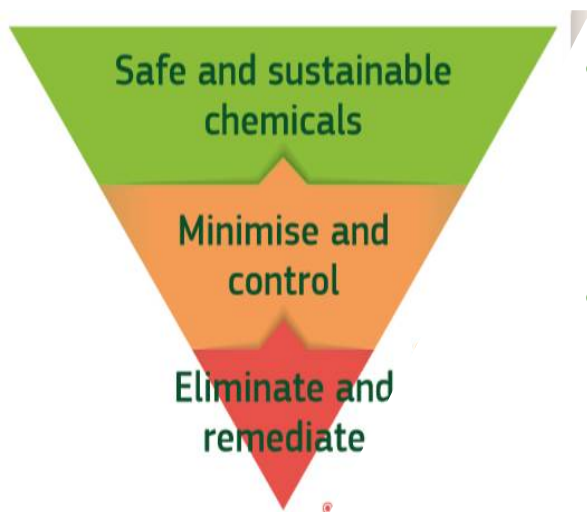 Safe and sustainable
chemicals
Minimise and
control
Eliminate and
remediate